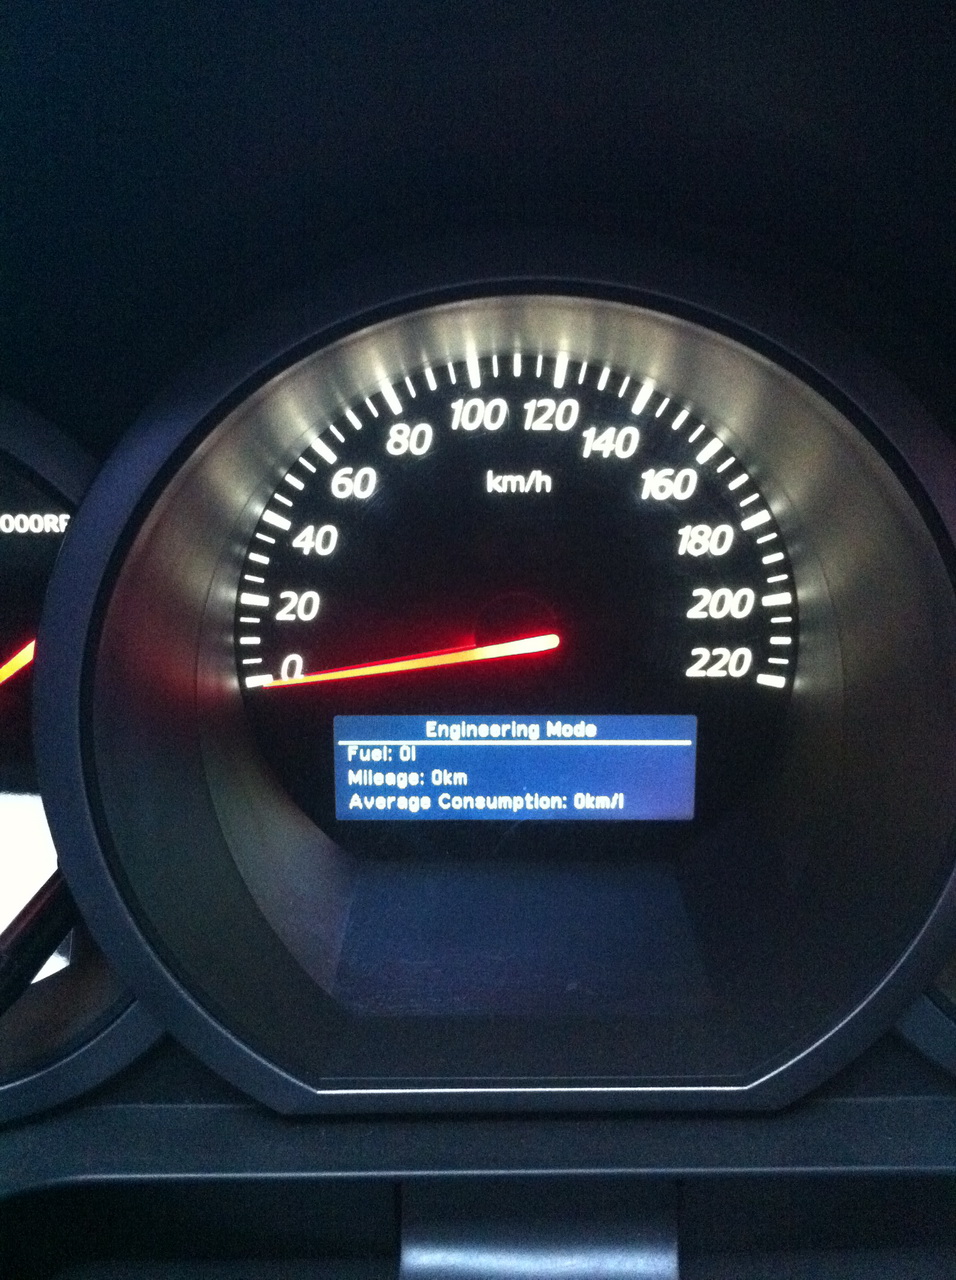 100 120
80 140
60 km/h 160
000RP
40 180
20 200
0 220
Engineering Mode
Fuel: 0l
Mileage: 0km
Average Consumption: 0km/l